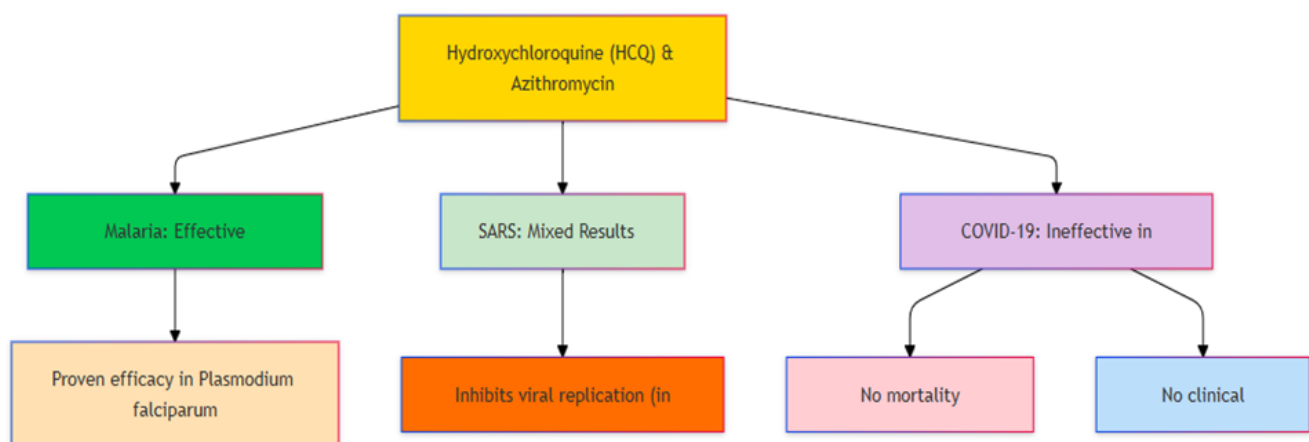 Hydroxychloroquine (HCQ) &
Azithromycin
Malaria: Effective
SARS: Mixed Results
COVID-19: Ineffective in
Proven efficacy in Plasmodium
falciparum
Inhibits viral replication (in
No mortality
No clinical